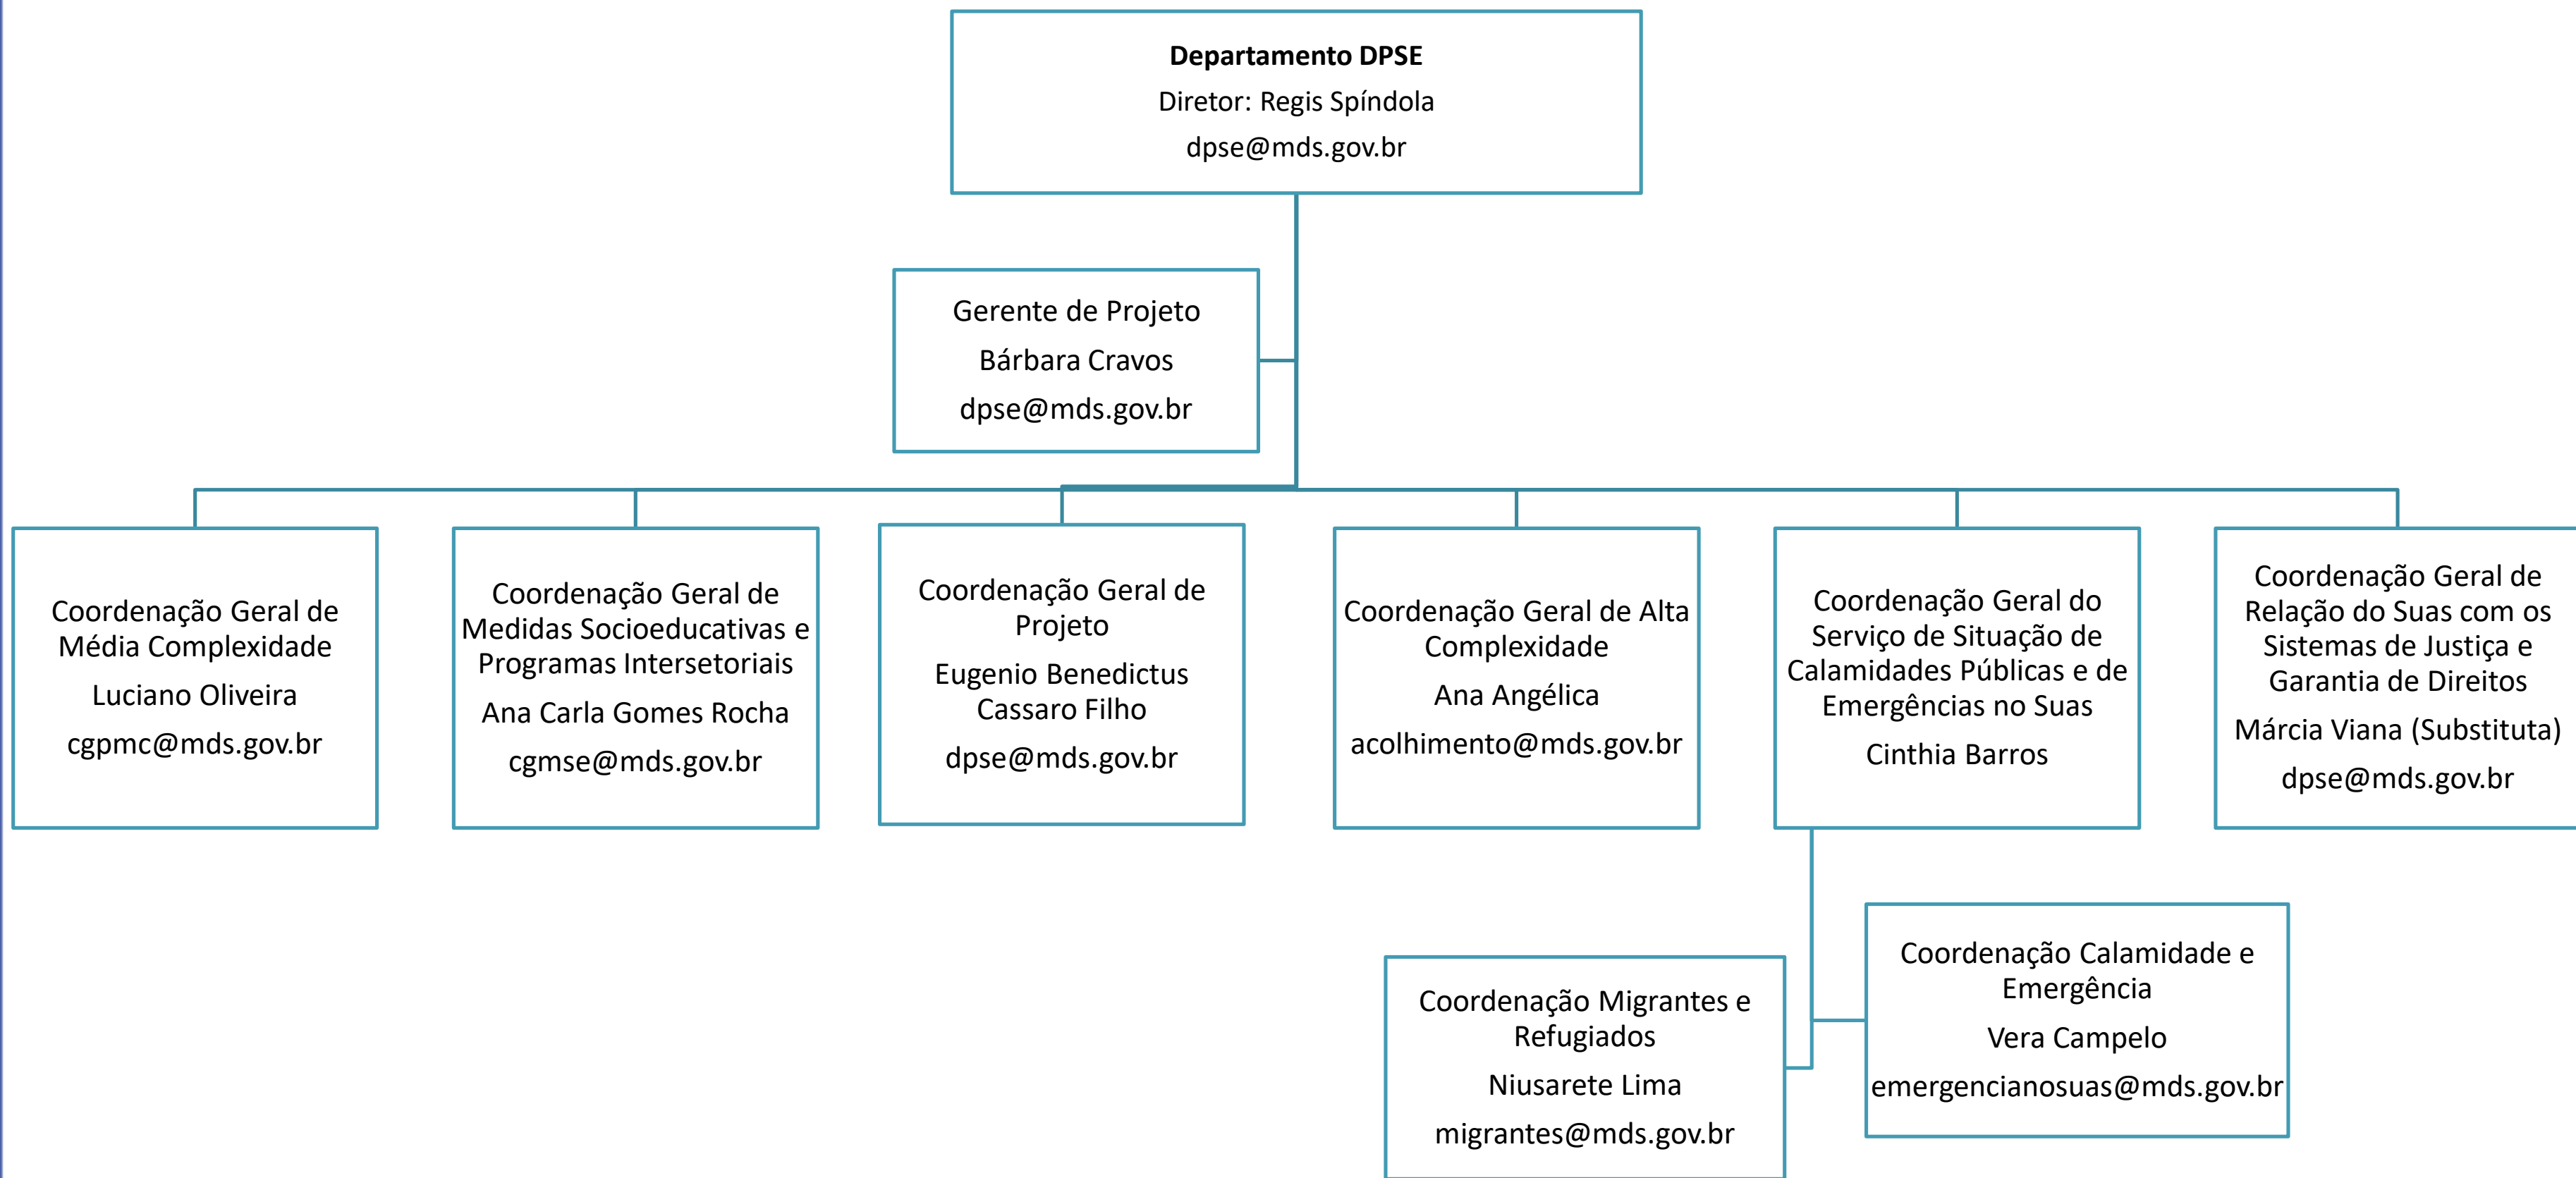 Departamento DPSE
Diretor: Regis Spíndola
dpse@mds.gov.br
Gerente de Projeto
Bárbara Cravos
dpse@mds.gov.br
Coordenação Geral de
Média Complexidade
Luciano Oliveira
cgpmc@mds.gov.br
Coordenação Geral de
Medidas Socioeducativas e
Programas Intersetoriais
Ana Carla Gomes Rocha
cgmse@mds.gov.br
Coordenação Geral de
Projeto
Eugenio Benedictus
Cassaro Filho
dpse@mds.gov.br
Coordenação Geral de Alta
Complexidade
Ana Angélica
acolhimento@mds.gov.br
Coordenação Geral do
Serviço de Situação de
Calamidades Públicas e de
Emergências no Suas
Cinthia Barros
Coordenação Geral de
Relação do Suas com os
Sistemas de Justiça e
Garantia de Direitos
Márcia Viana (Substituta)
dpse@mds.gov.br
Coordenação Migrantes e
Refugiados
Niusarete Lima
migrantes@mds.gov.br
Coordenação Calamidade e
Emergência
Vera Campelo
emergencianosuas@mds.gov.br